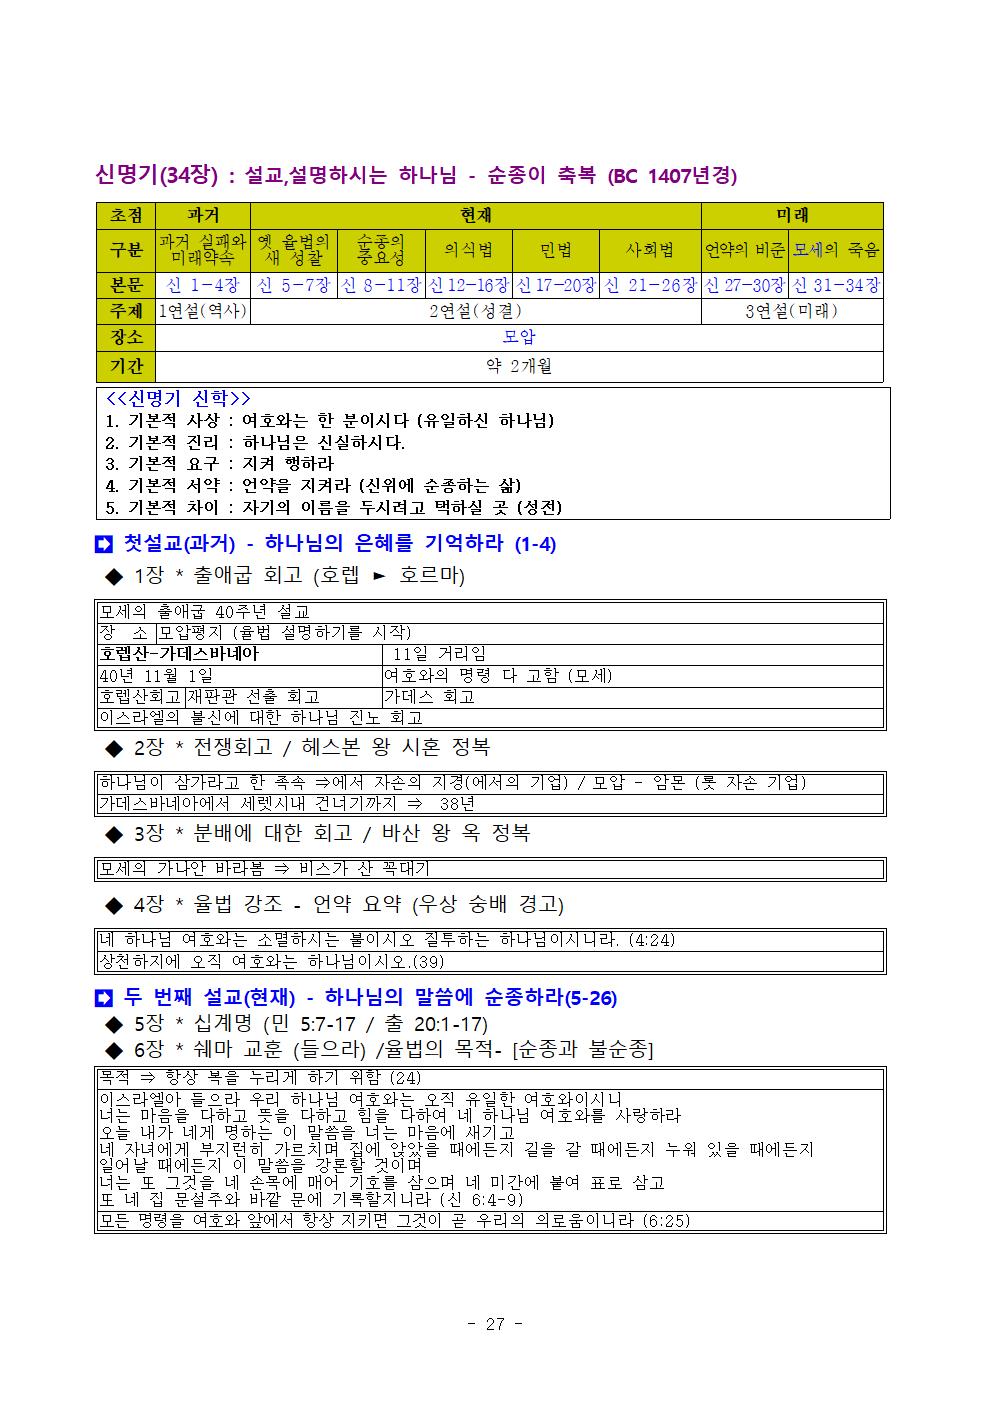 신명기(34장) : 설교,설명하시는 하나님 - 순종이 축복 (BC 1407년경)
초점 과거 현재 미래
구분 과거 실패와 미래약속 옛 율법의 새 성찰 순종의 중요성 의식법 민법 사회법 언약의 비준 모세의 죽음
본문 신 1-4장 신 5-7장 신 8-11장 신 12-16장 신 17-20장 신 21-26장 신 27-30장 신 31-34장
주제 1연설(역사) 2연설(성결) 3연설(미래)
장소 모압
기간 약 2개월
<<신명기 신학>>
1. 기본적 사상 : 여호와는 한 분이시다 (유일하신 하나님)
2. 기본적 진리 : 하나님은 신실하시다.
3. 기본적 요구 : 지켜 행하라
4. 기본적 서약 : 언약을 지켜라 (신위에 순종하는 삶)
5. 기본적 차이 : 자기의 이름을 두시려고 택하실 곳 (성전)
➡ 첫설교(과거) - 하나님의 은혜를 기억하라 (1-4)
◆ 1장 * 출애굽 회고 (호렙 ► 호르마)
모세의 출애굽 40주년 설교
장 소 모압평지 (율법 설명하기를 시작)
호렙산-가데스바네아 11일 거리임
40년 11월 1일 여호와의 명령 다 고함 (모세)
호렙산회고 재판관 선출 회고 가데스 회고
이스라엘의 불신에 대한 하나님 진노 회고
◆ 2장 * 전쟁회고 / 헤스본 왕 시혼 정복
하나님이 삼가라고 한 족속 ⇒에서 자손의 지경(에서의 기업) / 모압 - 암몬 (롯 자손 기업)
가데스바네아에서 세렛시내 건너기까지 ⇒ 38년
◆ 3장 * 분배에 대한 회고 / 바산 왕 옥 정복
모세의 가나안 바라봄 ⇒ 비스가 산 꼭대기
◆ 4장 * 율법 강조 - 언약 요약 (우상 숭배 경고)
네 하나님 여호와는 소멸하시는 불이시오 질투하는 하나님이시니라. (4:24)
상천하지에 오직 여호와는 하나님이시오.(39)
➡ 두 번째 설교(현재) - 하나님의 말씀에 순종하라(5-26)
◆ 5장 * 십계명 (민 5:7-17 / 출 20:1-17)
◆ 6장 * 쉐마 교훈 (들으라) /율법의 목적- [순종과 불순종]
목적 ⇒ 항상 복을 누리게 하기 위함 (24)
이스라엘아 들으라 우리 하나님 여호와는 오직 유일한 여호와이시니
너는 마음을 다하고 뜻을 다하고 힘을 다하여 네 하나님 여호와를 사랑하라
오늘 내가 네게 명하는 이 말씀을 너는 마음에 새기고
네 자녀에게 부지런히 가르치며 집에 앉았을 때에든지 길을 갈 때에든지 누워 있을 때에든지
일어날 때에든지 이 말씀을 강론할 것이며
너는 또 그것을 네 손목에 매어 기호를 삼으며 네 미간에 붙여 표로 삼고
또 네 집 문설주와 바깥 문에 기록할지니라 (신 6:4-9)
모든 명령을 여호와 앞에서 항상 지키면 그것이 곧 우리의 의로움이니라 (6:25)
- 27 -